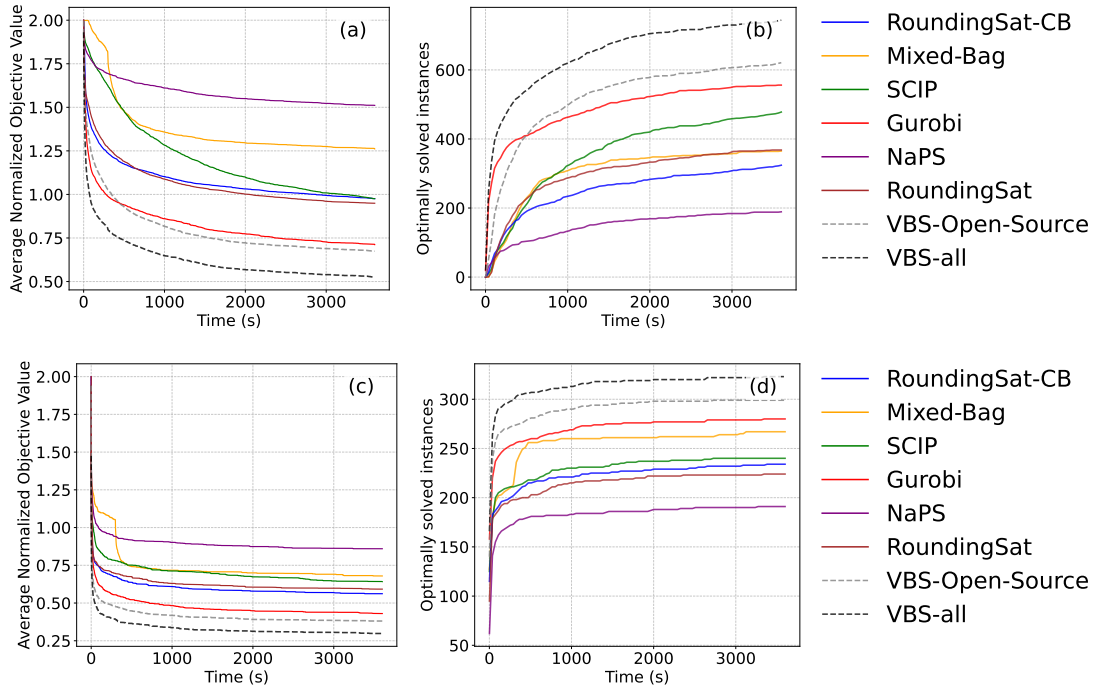 Average Normalized Objective Value
2.00
1.75
1.50
1.25
1.00
0.75
0.50
0
1000
2000
3000
Time (s)
(a)
Optimally solved instances
600
400
200
0
0
1000
2000
3000
Time (s)
(b)
RoundingSat-CB
Mixed-Bag
SCIP
Gurobi
NaPS
RoundingSat
VBS-Open-Source
VBS-all
Average Normalized Objective Value
2.00
1.75
1.50
1.25
1.00
0.75
0.50
0.25
0
1000
2000
3000
Time (s)
(c)
Optimally solved instances
300
250
200
150
100
50
0
1000
2000
3000
Time (s)
(d)
RoundingSat-CB
Mixed-Bag
SCIP
Gurobi
NaPS
RoundingSat
VBS-Open-Source
VBS-all